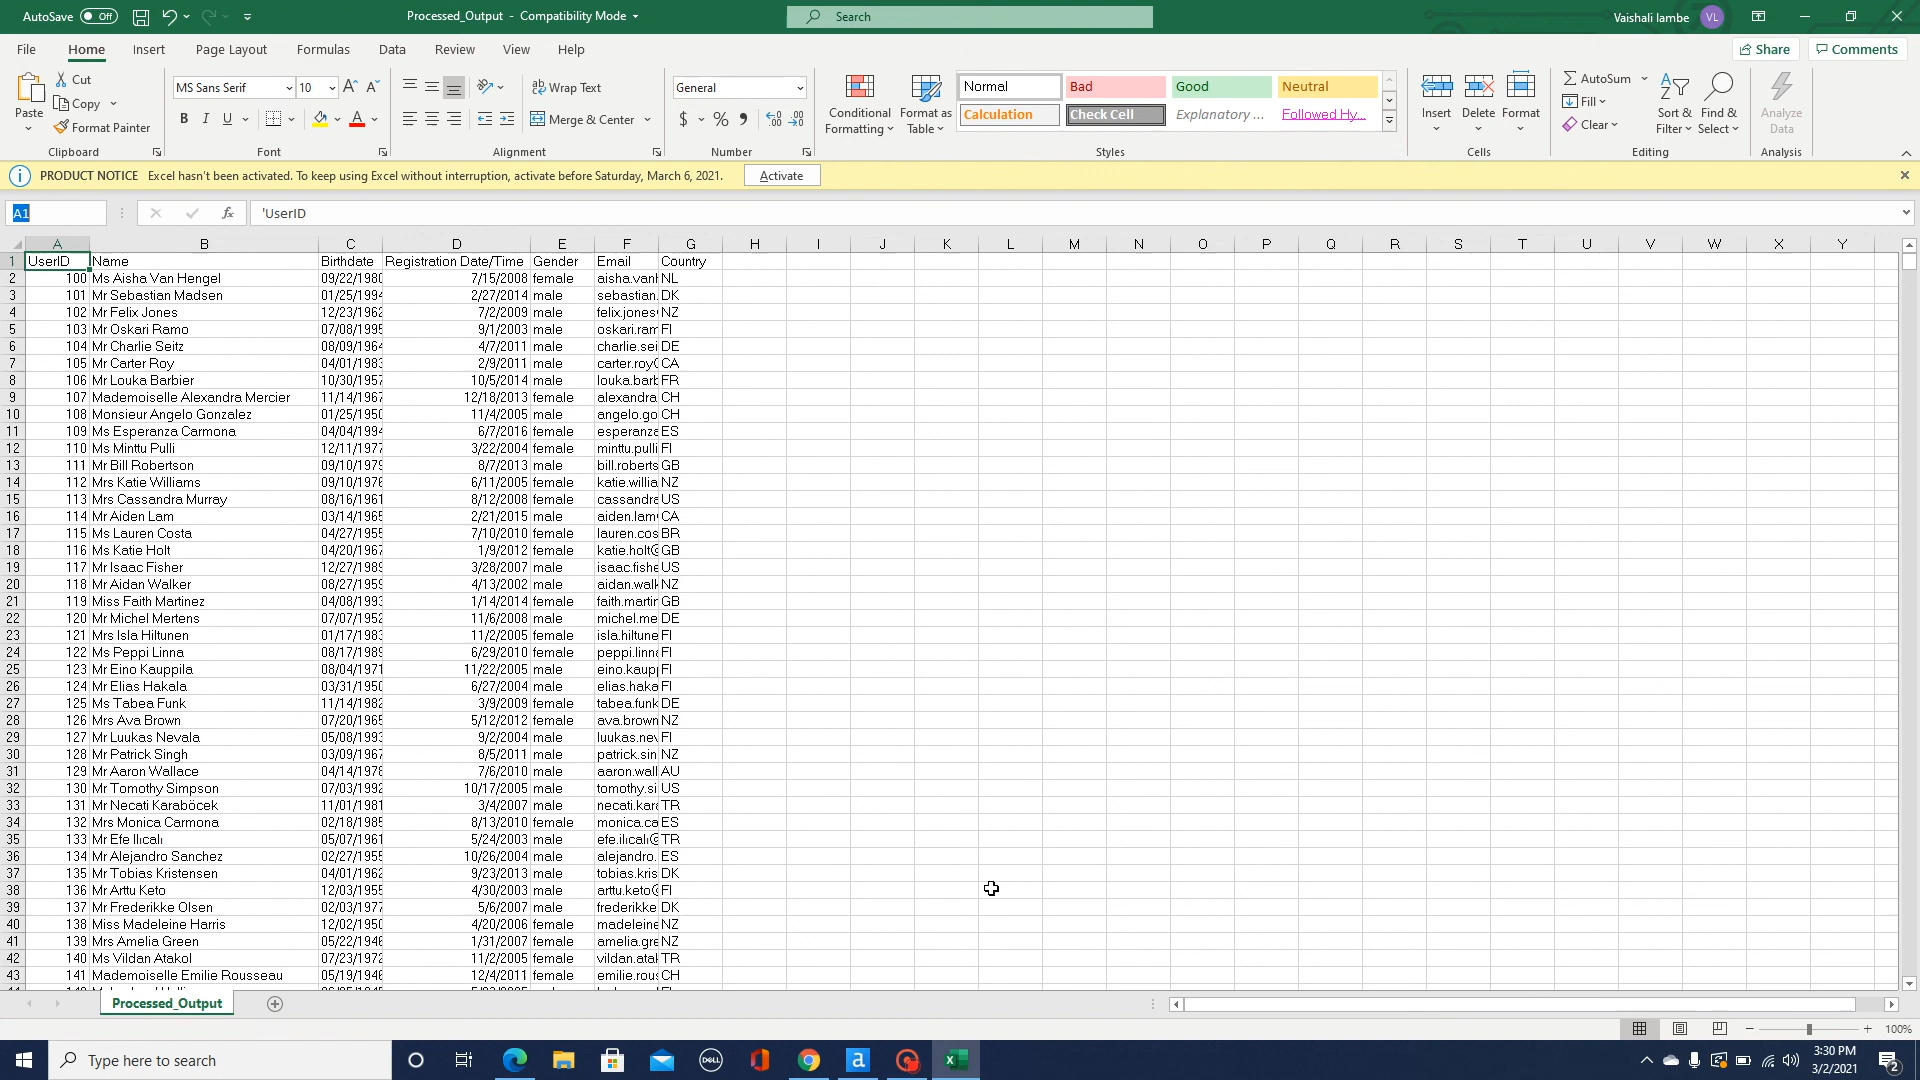 AutoSave Off Processed_Output - Compatibility Mode Search Vaishali lambe VL
File Home Insert Page Layout Formulas Data Review View Help Share Comments
Paste Cut Copy Format Painter Clipboard
MS Sans Serif 10 B I U Font
Wrap Text Merge & Center Alignment
General $ % Number
Conditional Formatting Format as Table Normal Bad Good Neutral Calculation Check Cell Explanatory ... Followed Hy... Styles
Insert Delete Format Cells
AutoSum Fill Clear Sort & Filter Find & Select Editing
Analyze Data Analysis
PRODUCT NOTICE Excel hasn't been activated. To keep using Excel without interruption, activate before Saturday, March 6, 2021. Activate
A1 fx 'UserID
A B C D E F G H I J K L M N O P Q R S T U V W X Y
1 UserID Name Birthdate Registration Date/Time Gender Email Country
2 100 Ms Aisha Van Hengel 09/22/1980 7/15/2008 female aisha.vanh NL
3 101 Mr Sebastian Madsen 01/25/1994 2/27/2014 male sebastian. DK
4 102 Mr Felix Jones 12/23/1962 7/2/2009 male felix.jones NZ
5 103 Mr Oskari Ramo 07/08/1995 9/1/2003 male oskari.ram FI
6 104 Mr Charlie Seitz 08/09/1964 4/7/2011 male charlie.sei DE
7 105 Mr Carter Roy 04/01/1983 2/9/2011 male carter.roy@ CA
8 106 Mr Louka Barbier 10/30/1957 10/5/2014 male louka.barb FR
9 107 Mademoiselle Alexandra Mercier 11/14/1967 12/18/2013 female alexandra CH
10 108 Monsieur Angelo Gonzalez 01/25/1950 11/4/2005 male angelo.go CH
11 109 Ms Esperanza Carmona 04/04/1994 6/7/2016 female esperanza ES
12 110 Ms Minttu Pulli 12/11/1977 3/22/2004 female minttu.pulli FI
13 111 Mr Bill Robertson 09/10/1979 8/7/2013 male bill.roberts GB
14 112 Mrs Katie Williams 09/10/1976 6/11/2005 female katie.willia NZ
15 113 Mrs Cassandra Murray 08/16/1961 8/12/2008 female cassandra US
16 114 Mr Aiden Lam 03/14/1965 2/21/2015 male aiden.lam CA
17 115 Ms Lauren Costa 04/27/1955 7/10/2010 female lauren.cos BR
18 116 Ms Katie Holt 04/20/1967 1/9/2012 female katie.holt@ GB
19 117 Mr Isaac Fisher 12/27/1989 3/28/2007 male isaac.fishe US
20 118 Mr Aidan Walker 08/27/1959 4/13/2002 male aidan.walk NZ
21 119 Miss Faith Martinez 04/08/1993 1/14/2014 female faith.martin GB
22 120 Mr Michel Mertens 07/07/1952 11/6/2008 male michel.me DE
23 121 Mrs Isla Hiltunen 01/17/1983 11/2/2005 female isla.hiltune FI
24 122 Ms Peppi Linna 08/17/1989 6/29/2010 female peppi.linna FI
25 123 Mr Eino Kauppila 08/04/1971 11/22/2005 male eino.kaupp FI
26 124 Mr Elias Hakala 03/31/1950 6/27/2004 male elias.haka FI
27 125 Ms Tabea Funk 11/14/1982 3/9/2009 female tabea.funk DE
28 126 Mrs Ava Brown 07/20/1965 5/12/2012 female ava.brown NZ
29 127 Mr Luukas Nevala 05/08/1993 9/2/2004 male luukas.nev FI
30 128 Mr Patrick Singh 03/09/1967 8/5/2011 male patrick.sin NZ
31 129 Mr Aaron Wallace 04/14/1978 7/6/2010 male aaron.wall AU
32 130 Mr Tomothy Simpson 07/03/1992 10/17/2005 male tomothy.si US
33 131 Mr Necati Karaböcek 11/01/1981 3/4/2007 male necati.kara TR
34 132 Mrs Monica Carmona 02/18/1985 8/13/2010 female monica.ca ES
35 133 Mr Efe Ilıcalı 05/07/1961 5/24/2003 male efe.ilıcalı@ TR
36 134 Mr Alejandro Sanchez 02/27/1955 10/26/2004 male alejandro. ES
37 135 Mr Tobias Kristensen 04/01/1962 9/23/2013 male tobias.kris DK
38 136 Mr Arttu Keto 12/03/1955 4/30/2003 male arttu.keto@ FI
39 137 Mr Frederikke Olsen 02/03/1977 5/6/2007 male frederikke DK
40 138 Miss Madeleine Harris 12/02/1950 4/20/2006 female madeleine NZ
41 139 Mrs Amelia Green 05/22/1946 1/31/2007 female amelia.gre NZ
42 140 Ms Vildan Atakol 07/23/1972 11/2/2005 female vildan.atak TR
43 141 Mademoiselle Emilie Rousseau 05/19/1946 12/4/2011 female emilie.rous CH
Processed_Output
100%
Type here to search DELL a 3:30 PM
3/2/2021 2